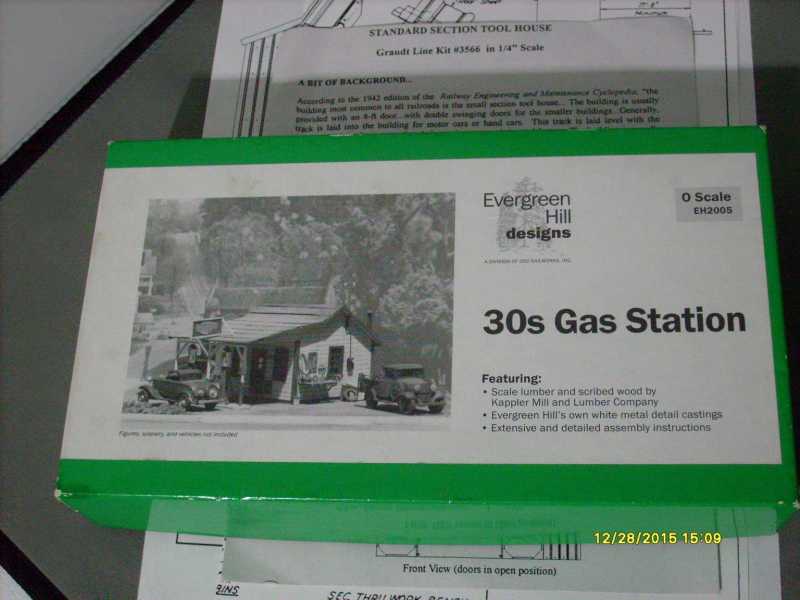 STANDARD SECTION TOOL HOUSE
Grandt Line Kit #3566 in 1/4" Scale
A BIT OF BACKGROUND...
According to the 1942 edition of the Railway Engineering and Maintenance Cyclopedia, "the
building most common to all railroads is the small section tool house... The building is usually
provided with an 8-ft door...with double swinging doors for the smaller buildings...Generally,
track is laid into the building for motor cars or hand cars. This track is laid level with the
Evergreen
Hill
designs
A DIVISION OF
O Scale
EH2005
30s Gas Station
Featuring:
• Scale lumber and scribed wood by
Kappler Mill and Lumber Company
• Evergreen Hill's own white metal detail castings
• Extensive and detailed assembly instructions
Figures, scenery, and vehicles not included
12/28/2015 15:09
Front View (doors in open position)
SEC THRU WORK BENCH